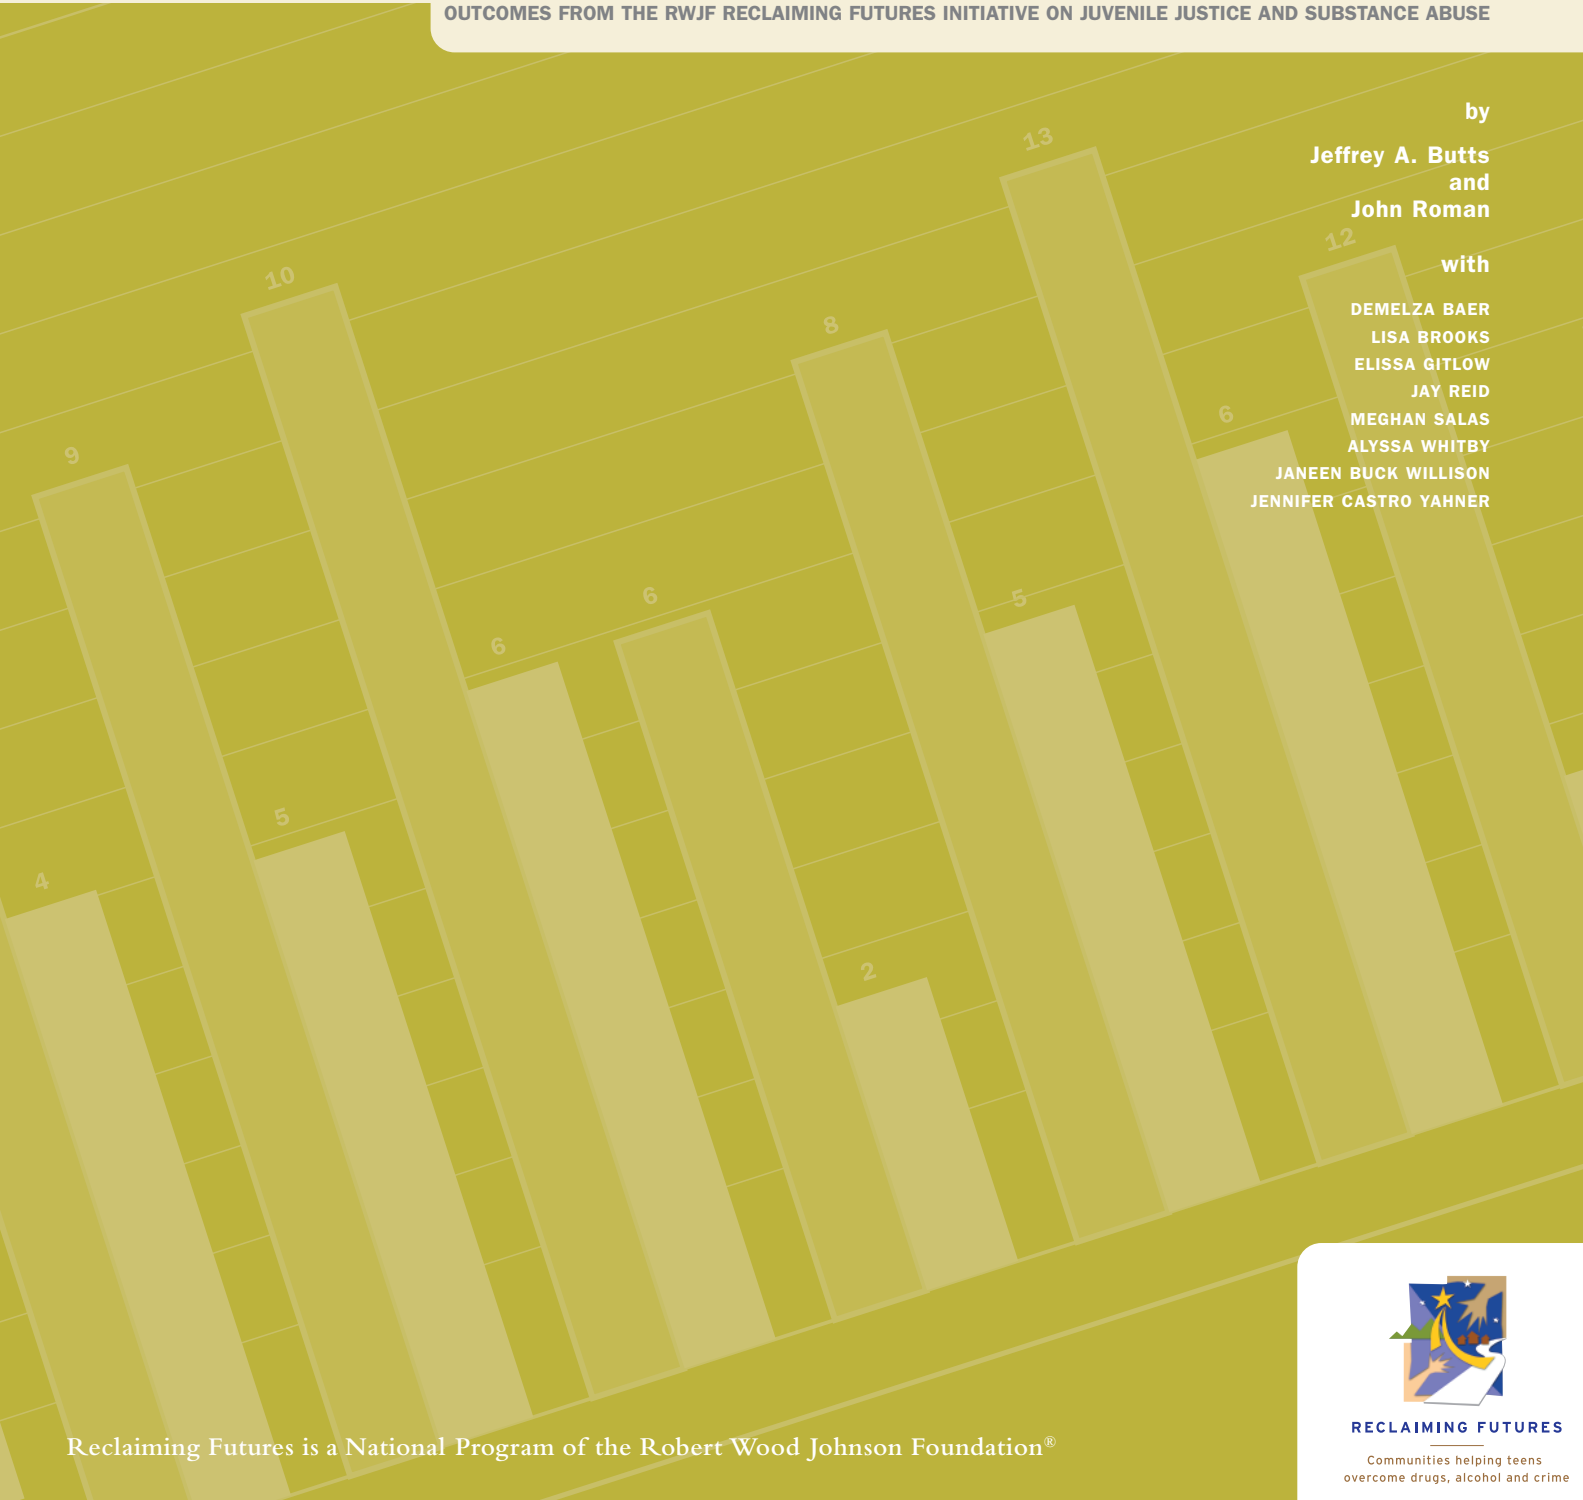 OUTCOMES FROM THE RWJF RECLAIMING FUTURES INITIATIVE ON JUVENILE JUSTICE AND SUBSTANCE ABUSE
by
Jeffrey A. Butts
and
John Roman
with
DEMELZA BAER
LISA BROOKS
ELISSA GITLOW
JAY REID
MEGHAN SALAS
ALYSSA WHITBY
JANEEN BUCK WILLISON
JENNIFER CASTRO YAHNER
13
12
10
8
6
9
6
5
6
5
4
2
Reclaiming Futures is a National Program of the Robert Wood Johnson Foundation®
RECLAIMING FUTURES
Communities helping teens
overcome drugs, alcohol and crime